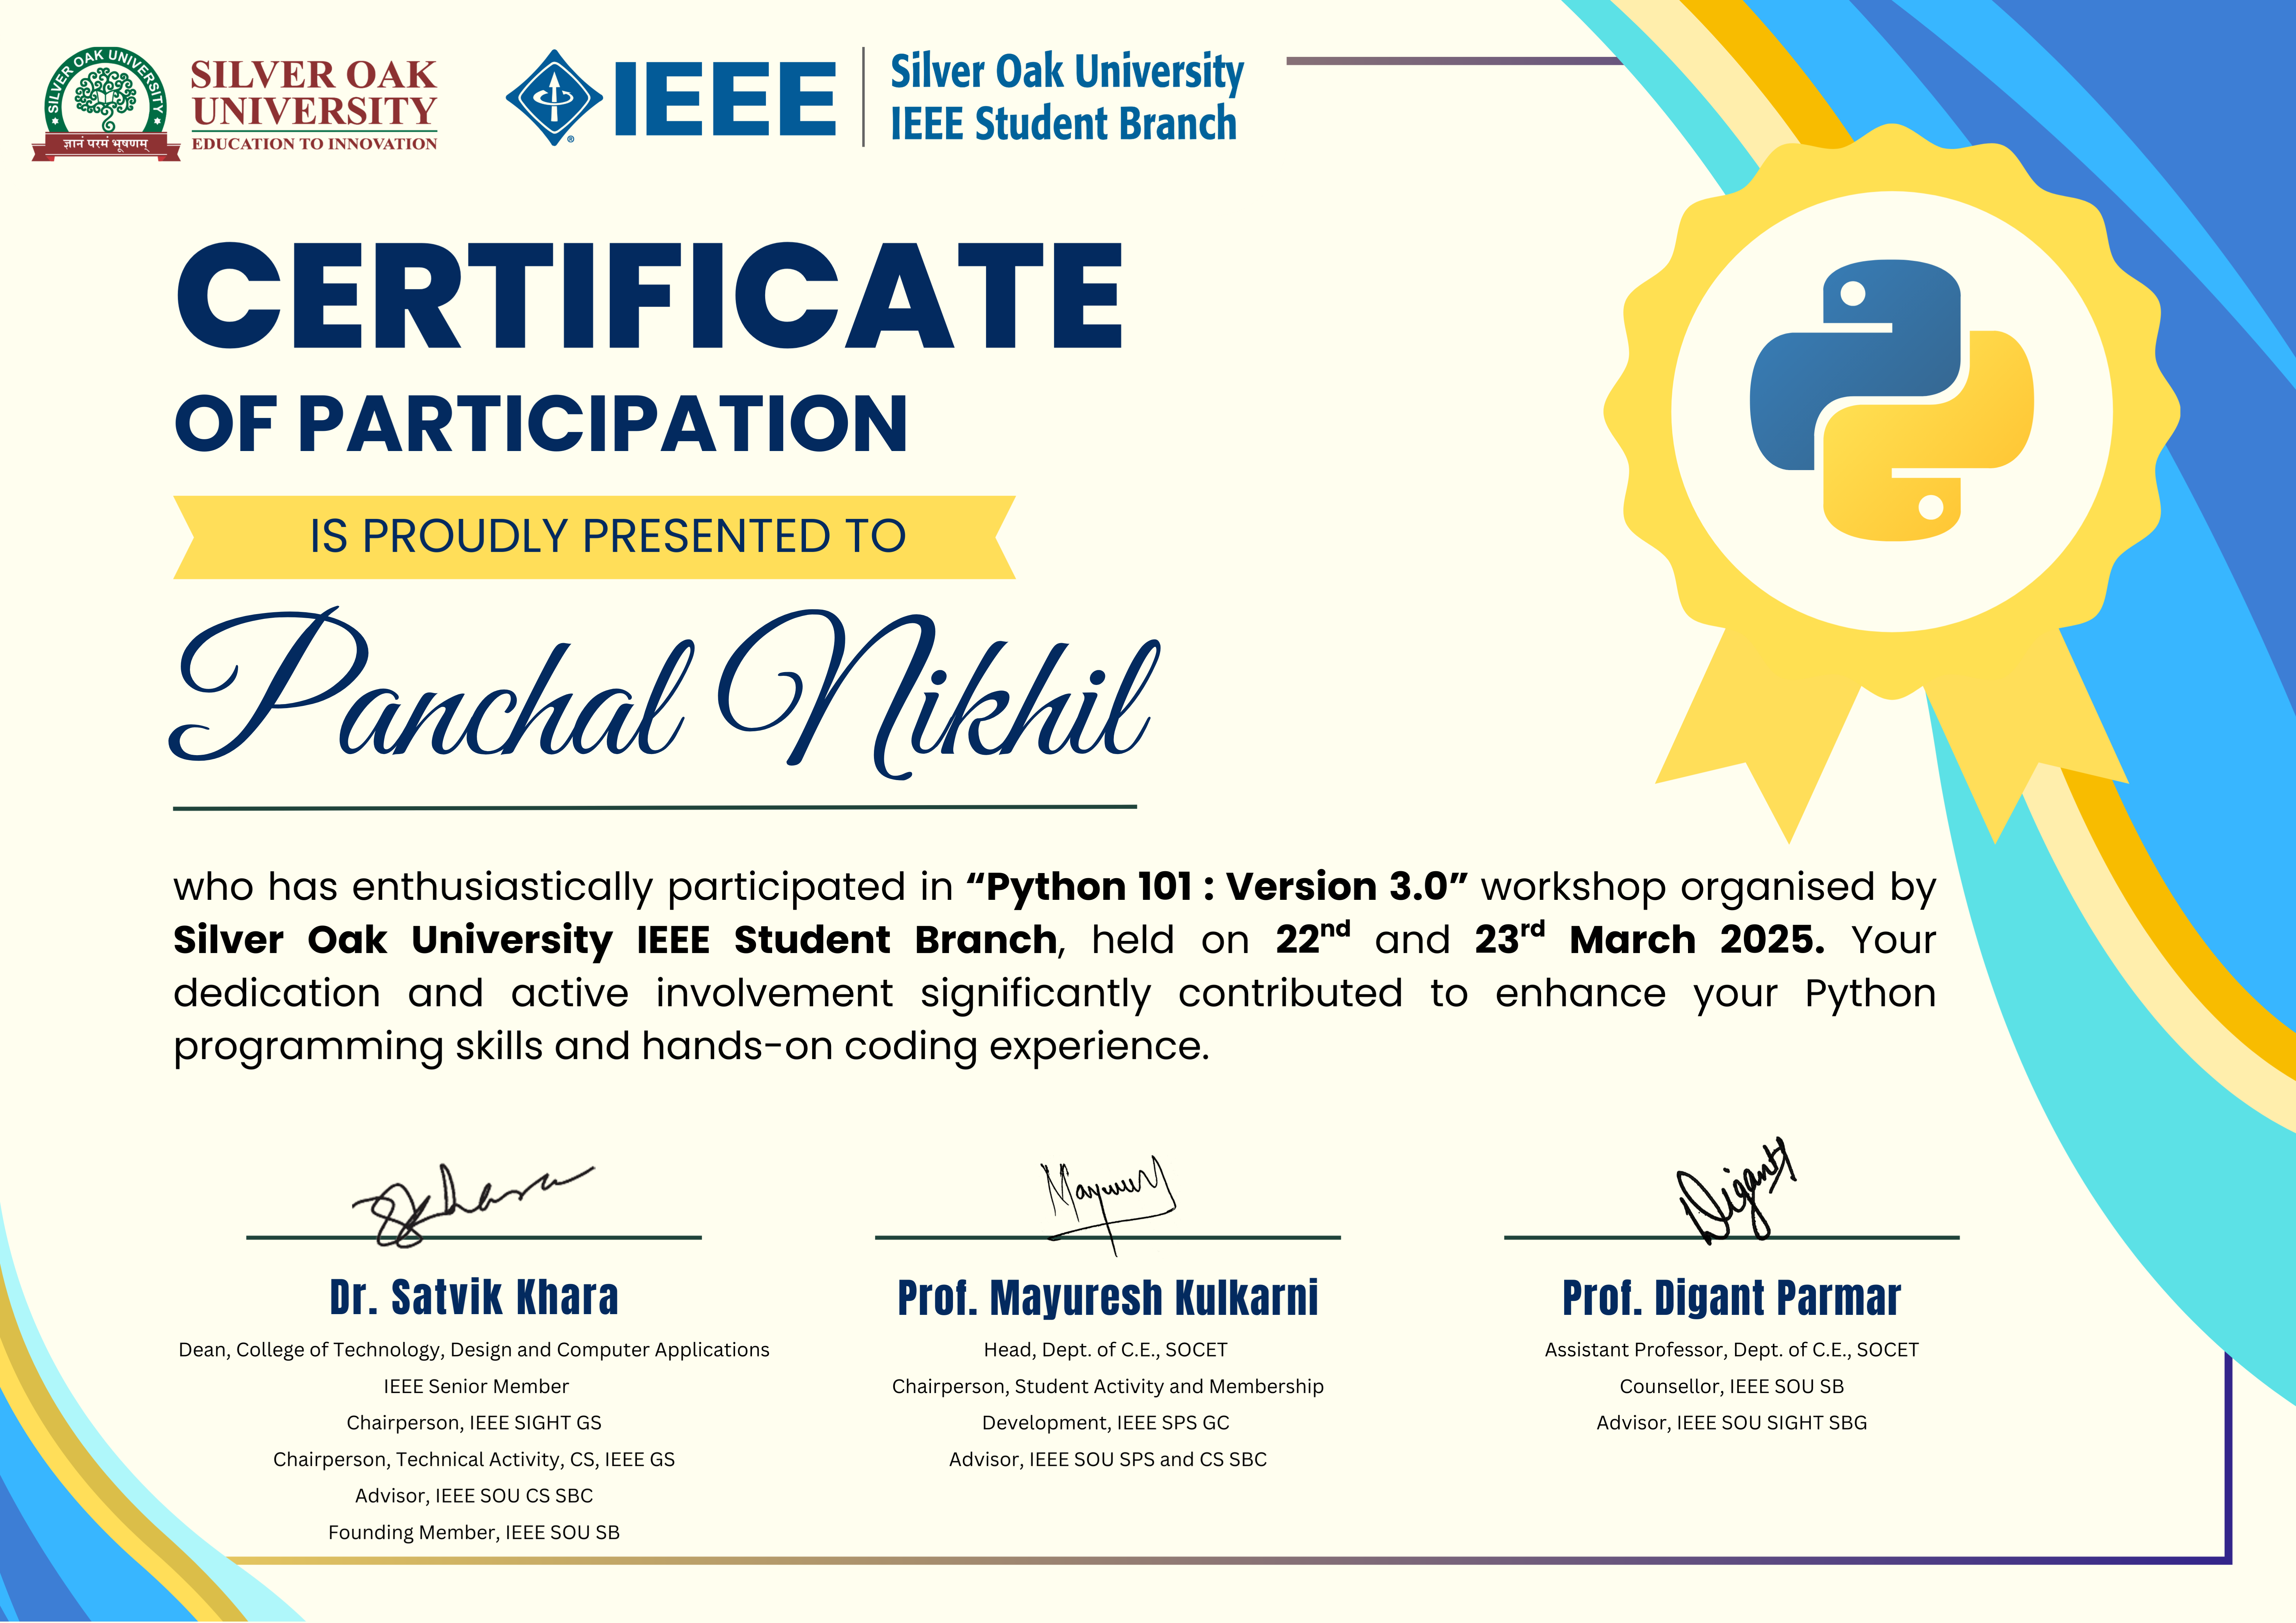 SILVER OAK UNIVERSITY
ज्ञानं परमं भूषणम्
SILVER OAK
UNIVERSITY
EDUCATION TO INNOVATION
IEEE
®
Silver Oak University
IEEE Student Branch
CERTIFICATE
OF PARTICIPATION
IS PROUDLY PRESENTED TO
Panchal Nikhil
who has enthusiastically participated in “Python 101 : Version 3.0” workshop organised by
Silver Oak University IEEE Student Branch, held on 22nd and 23rd March 2025. Your
dedication and active involvement significantly contributed to enhance your Python
programming skills and hands-on coding experience.
Digant
Dr. Satvik Khara
Dean, College of Technology, Design and Computer Applications
IEEE Senior Member
Chairperson, IEEE SIGHT GS
Chairperson, Technical Activity, CS, IEEE GS
Advisor, IEEE SOU CS SBC
Founding Member, IEEE SOU SB
Prof. Mayuresh Kulkarni
Head, Dept. of C.E., SOCET
Chairperson, Student Activity and Membership
Development, IEEE SPS GC
Advisor, IEEE SOU SPS and CS SBC
Prof. Digant Parmar
Assistant Professor, Dept. of C.E., SOCET
Counsellor, IEEE SOU SB
Advisor, IEEE SOU SIGHT SBG